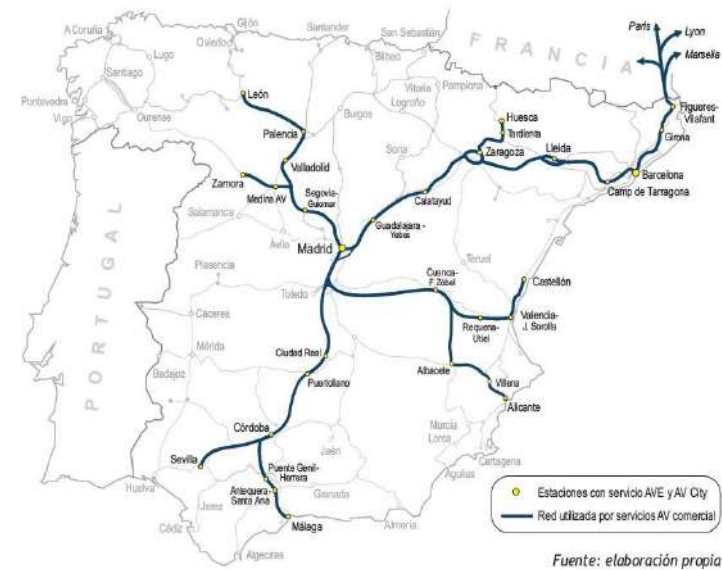 A Coruña
Gijón
Oviedo
Santander
San Sebastián
Bilbao
FRANCIA
París
Lyon
Marsella
Lugo
Santiago
Pontevedra
Vigo
Ourense
León
Palencia
Burgos
Vitoria
Logroño
Pamplona
Huesca
Tardienta
Figueres-
Vilafant
Girona
Zaragoza
Lleida
Barcelona
Camp de Tarragona
Soria
Calatayud
Valladolid
Zamora
Medina AV
Segovia-
Guiomar
Guadalajara -
Yebes
Salamanca
Ávila
Madrid
Teruel
Plasencia
Toledo
Cuenca-
F. Zóbel
Castellón
PORTUGAL
Cáceres
Requena-
Utiel
Valencia-
J. Sorolla
Mérida
Badajoz
Ciudad Real
Puertollano
Albacete
Villena
Alicante
Córdoba
Murcia
Lorca
Cartagena
Jaén
Sevilla
Puente Genil-
Herrera
Aguilas
Huelva
Antequera-
Santa Ana
Granada
Jerez
Málaga
Almería
Cádiz
Algeciras
Estaciones con servicio AVE y AV City
Red utilizada por servicios AV comercial
Fuente: elaboración propia